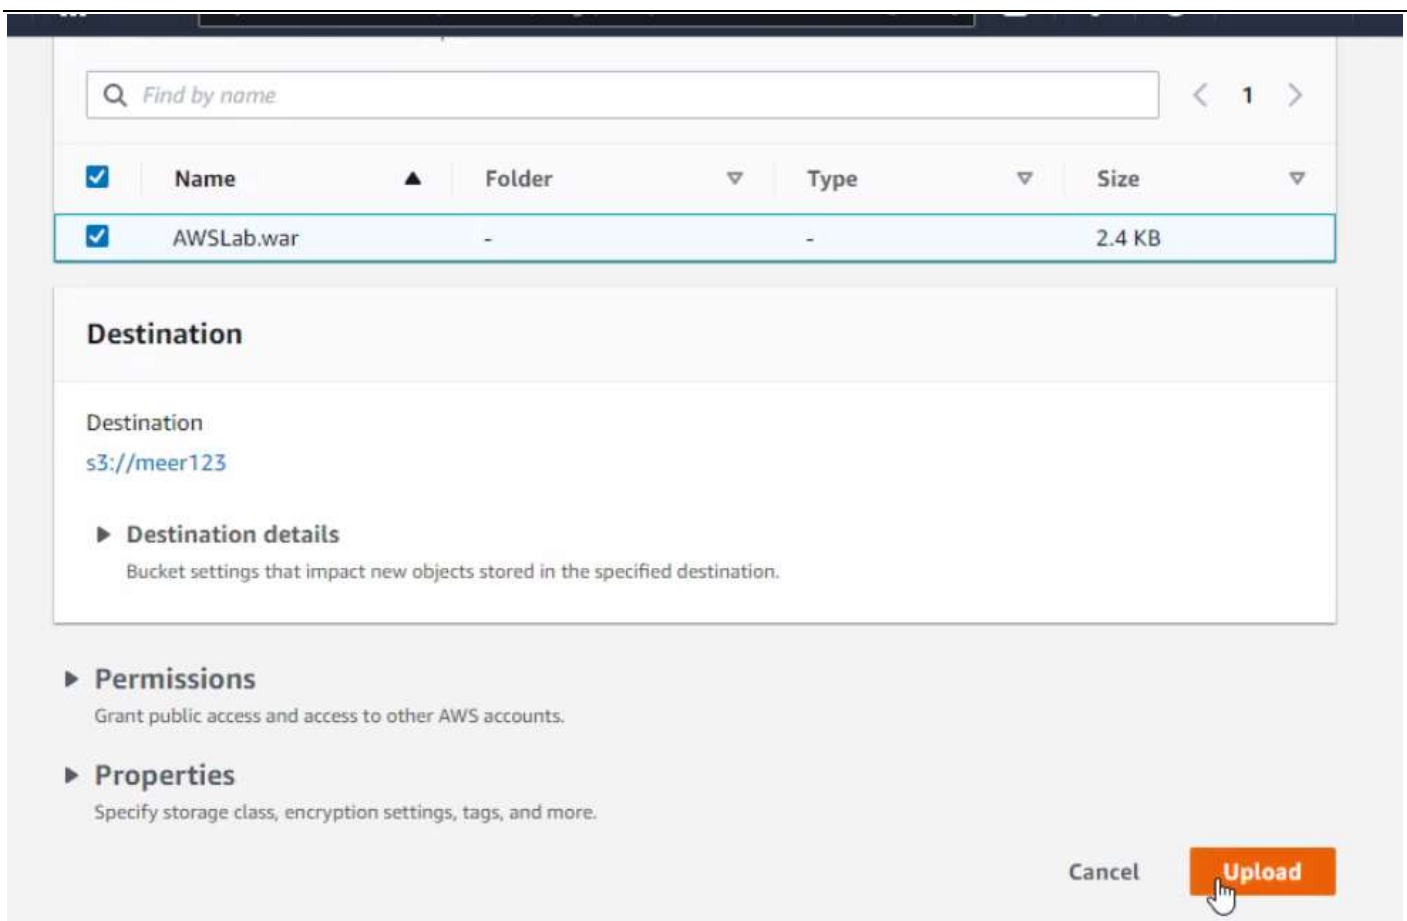 Find by name
1
Name Folder Type Size
AWSLab.war - - 2.4 KB
Destination
Destination
s3://meer123
Destination details
Bucket settings that impact new objects stored in the specified destination.
Permissions
Grant public access and access to other AWS accounts.
Properties
Specify storage class, encryption settings, tags, and more.
Cancel Upload